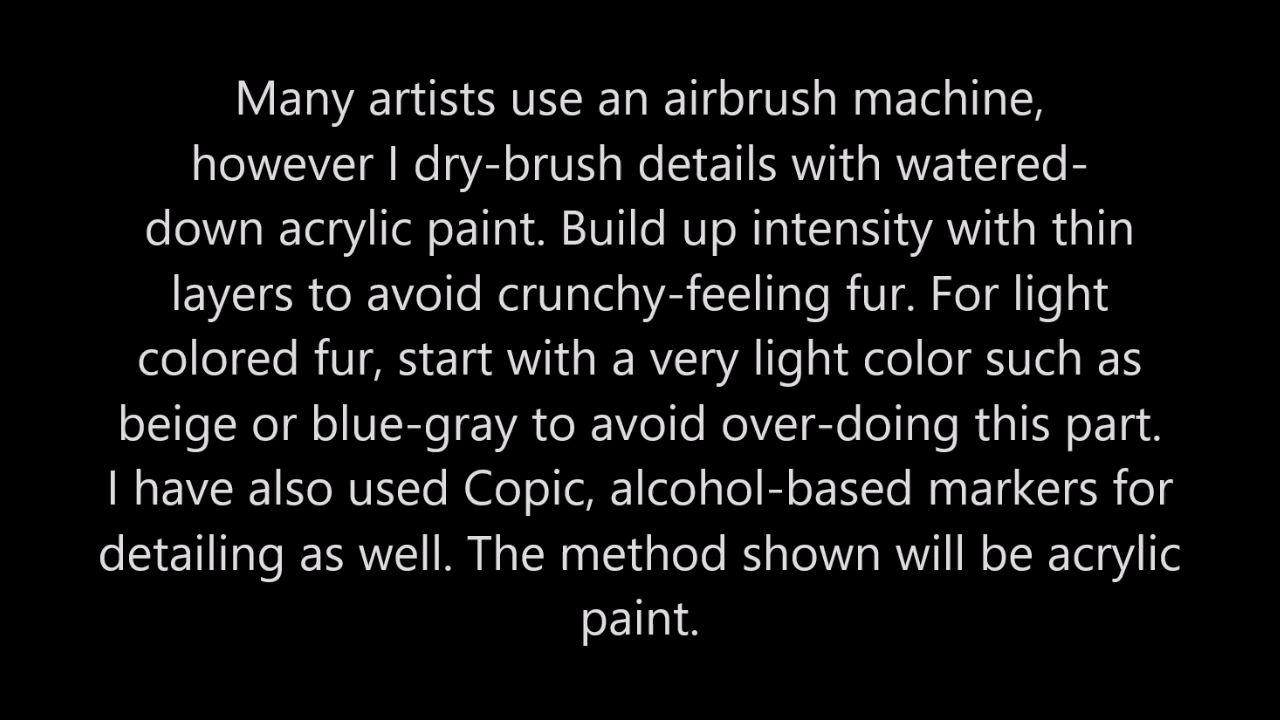 Many artists use an airbrush machine,
however I dry-brush details with watered-
down acrylic paint. Build up intensity with thin
layers to avoid crunchy-feeling fur. For light
colored fur, start with a very light color such as
beige or blue-gray to avoid over-doing this part.
I have also used Copic, alcohol-based markers for
detailing as well. The method shown will be acrylic
paint.